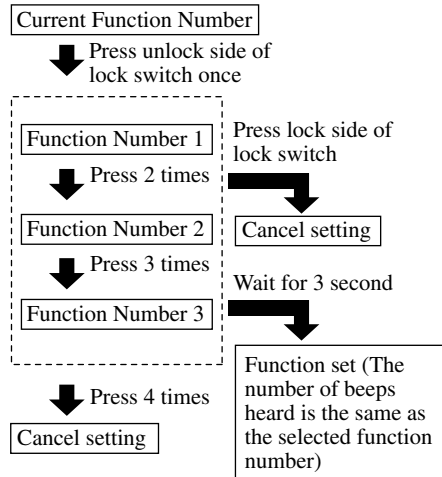 Current Function Number
Press unlock side of
lock switch once
Function Number 1
Press lock side of
lock switch
Press 2 times
Function Number 2
Cancel setting
Press 3 times
Wait for 3 second
Function Number 3
Function set (The
number of beeps
heard is the same as
the selected function
number)
Press 4 times
Cancel setting